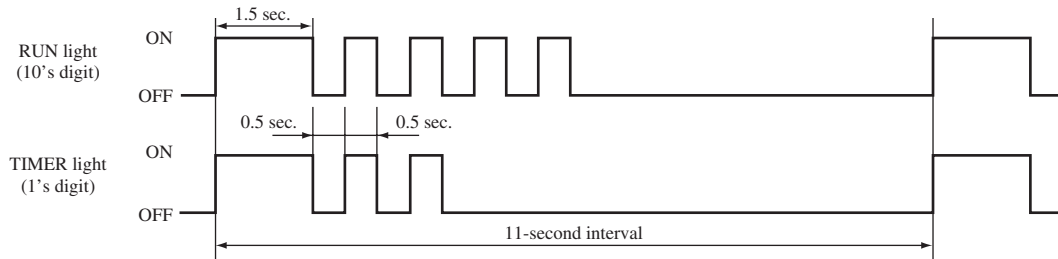 1.5 sec.
RUN light
(10's digit)
ON
OFF
0.5 sec.
0.5 sec.
TIMER light
(1's digit)
ON
OFF
11-second interval